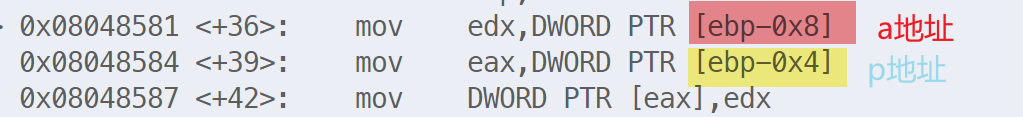 0x08048581 <+36>: mov edx,DWORD PTR [ebp-0x8] a地址
0x08048584 <+39>: mov eax,DWORD PTR [ebp-0x4] p地址
0x08048587 <+42>: mov DWORD PTR [eax],edx